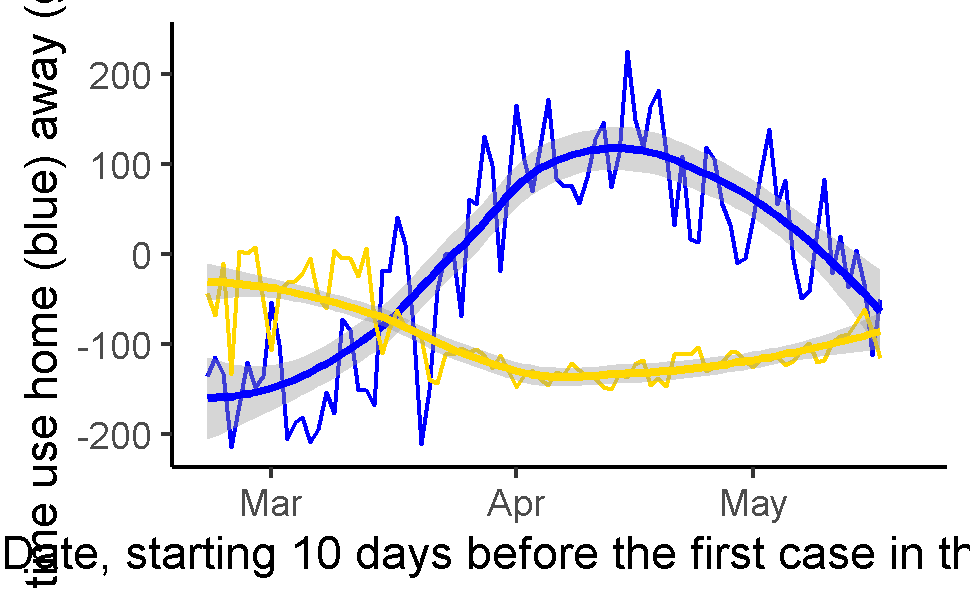 time use home (blue) away (
200
100
0
-100
-200
Mar
Apr
May
Date, starting 10 days before the first case in th